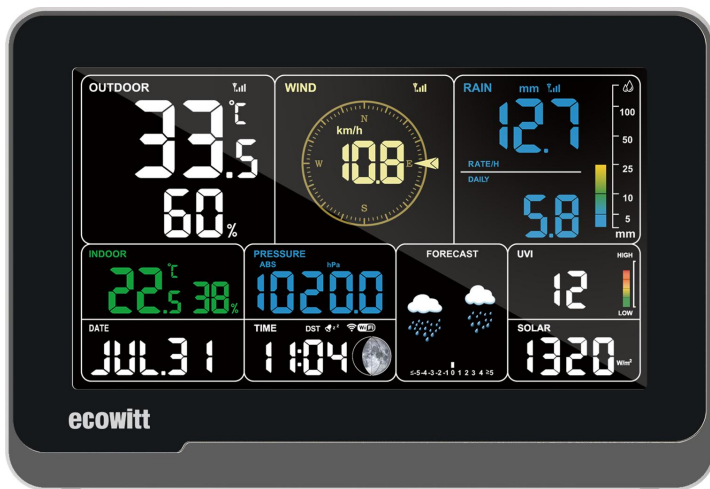 OUTDOOR
33.5 °C
60 %
WIND
N
km/h
W 10.8 E
S
RAIN mm
12.7
RATE/H
DAILY
5.8
100
50
25
10
5
mm
INDOOR
22.5 °C 38%
PRESSURE
ABS hPa
1020.0
FORECAST
≤-5 -4 -3 -2 -1 0 1 2 3 4 ≥5
UVI
12
HIGH
LOW
DATE
JUL.31
TIME DST zz WiFi
11:04
SOLAR
1320 W/m²
ecowitt